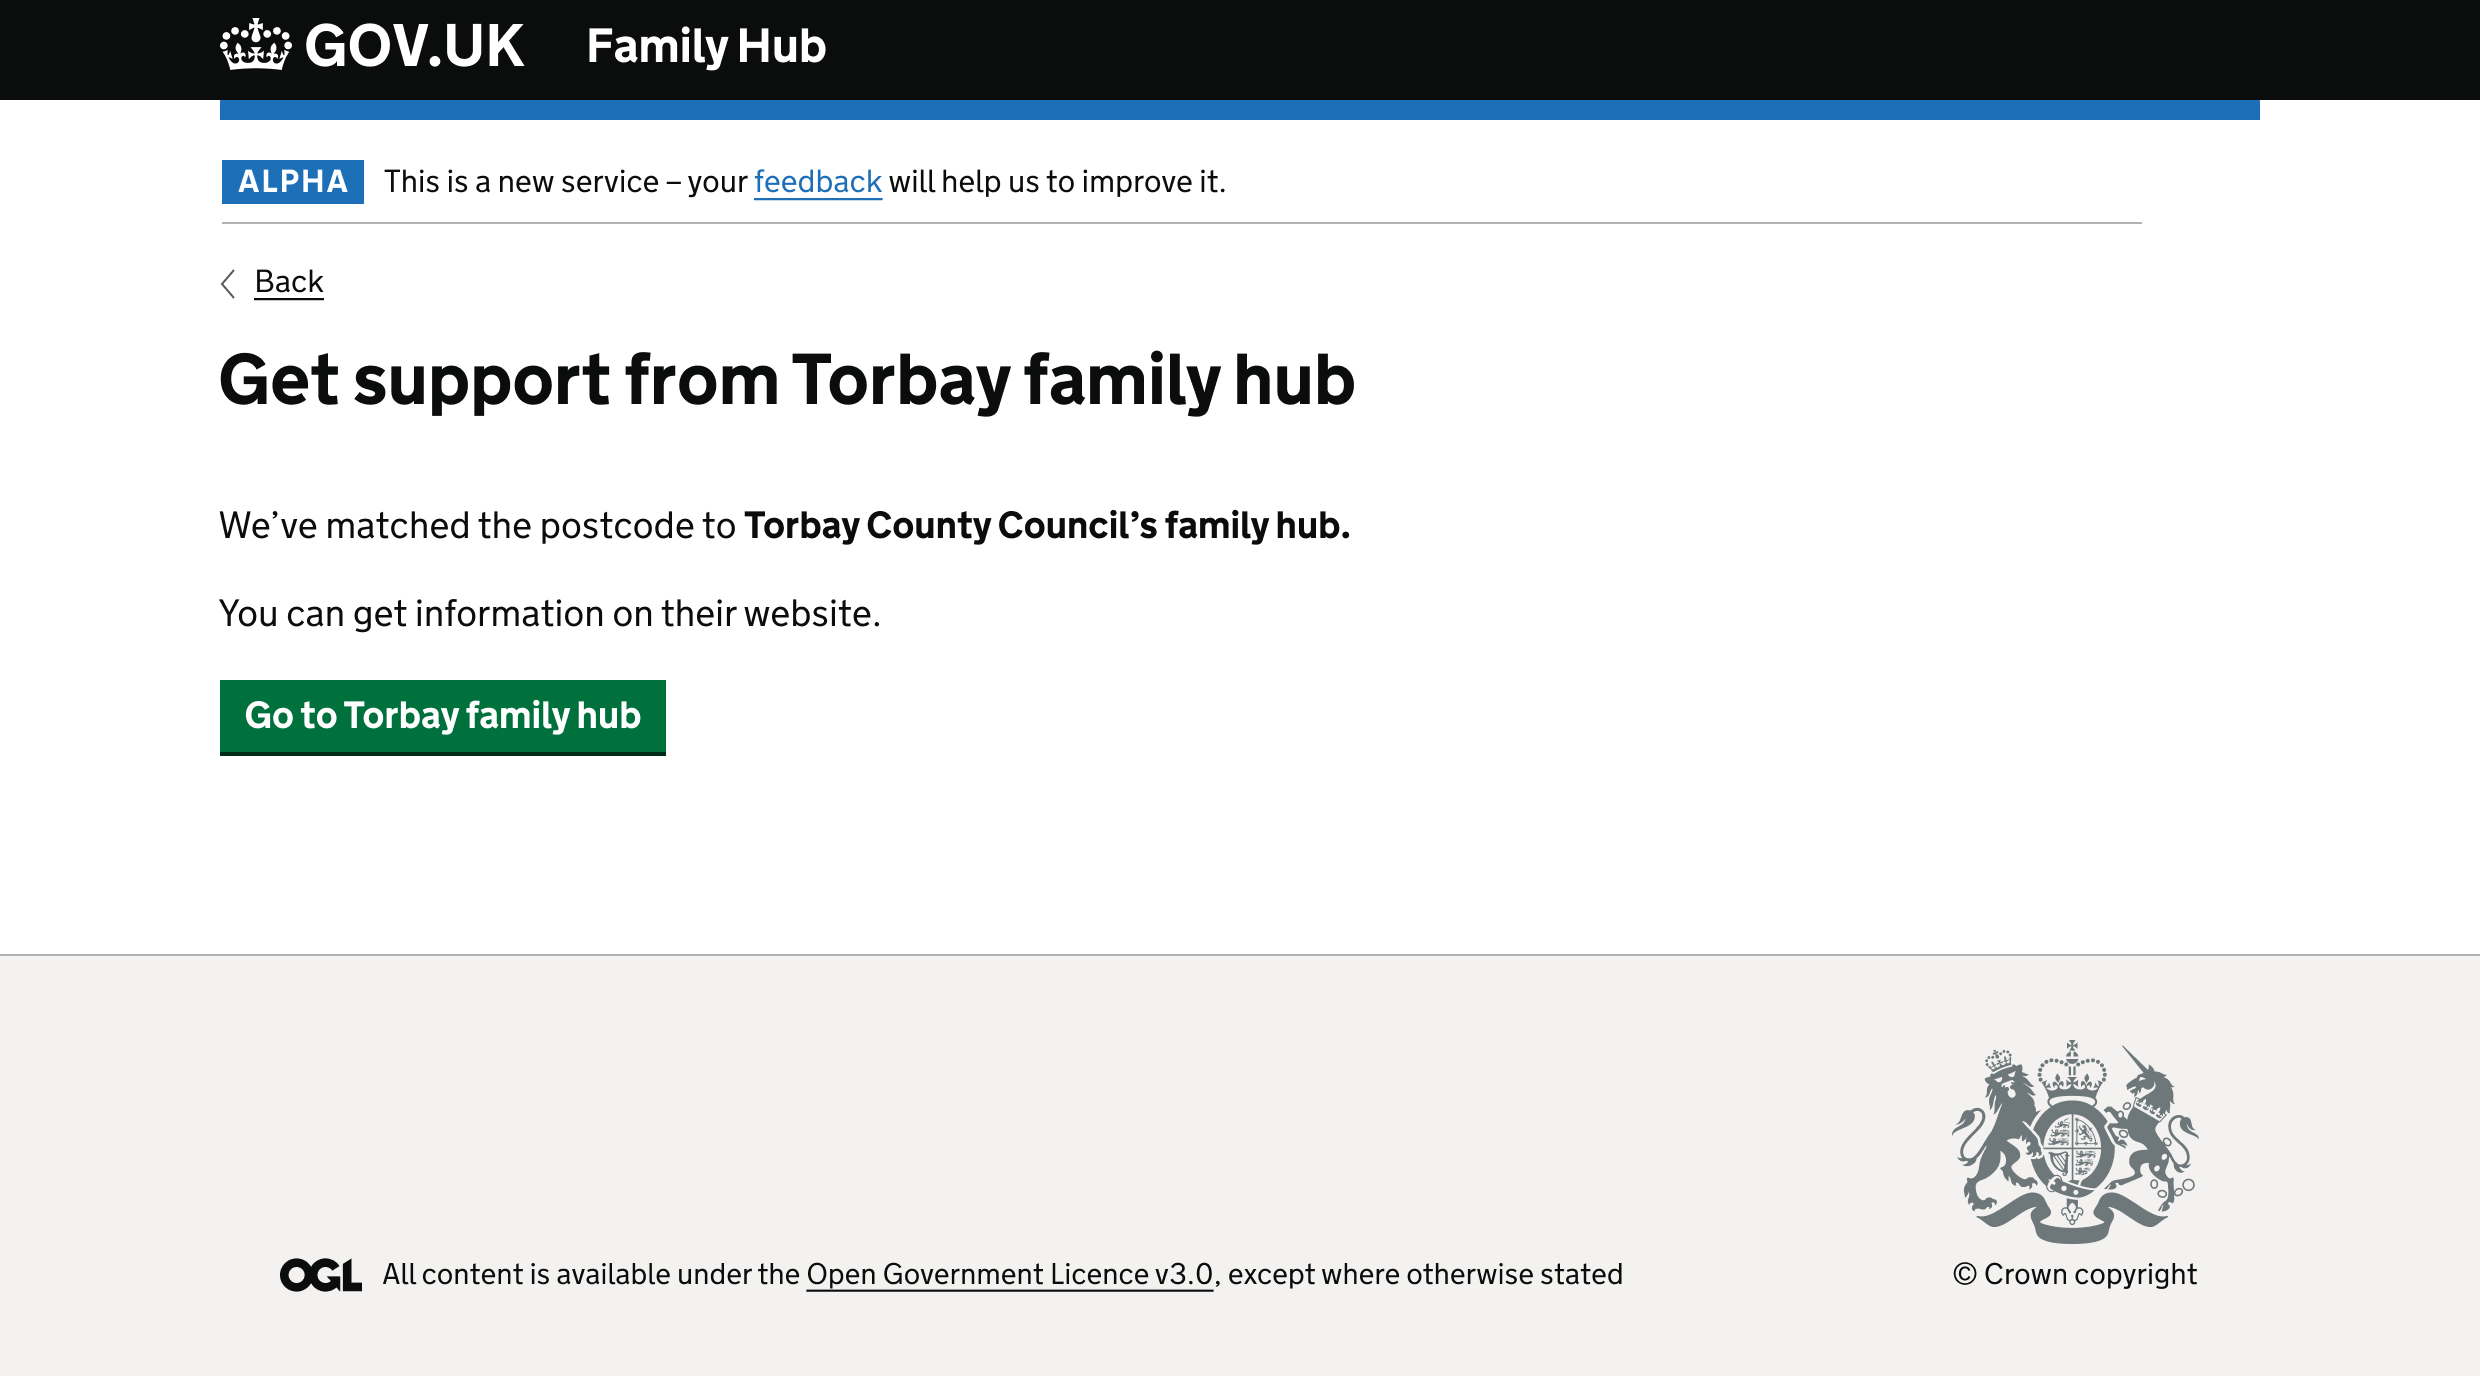 GOV.UK Family Hub
ALPHA This is a new service – your feedback will help us to improve it.
Back
Get support from Torbay family hub
We’ve matched the postcode to Torbay County Council’s family hub.
You can get information on their website.
Go to Torbay family hub
OGL All content is available under the Open Government Licence v3.0, except where otherwise stated
© Crown copyright